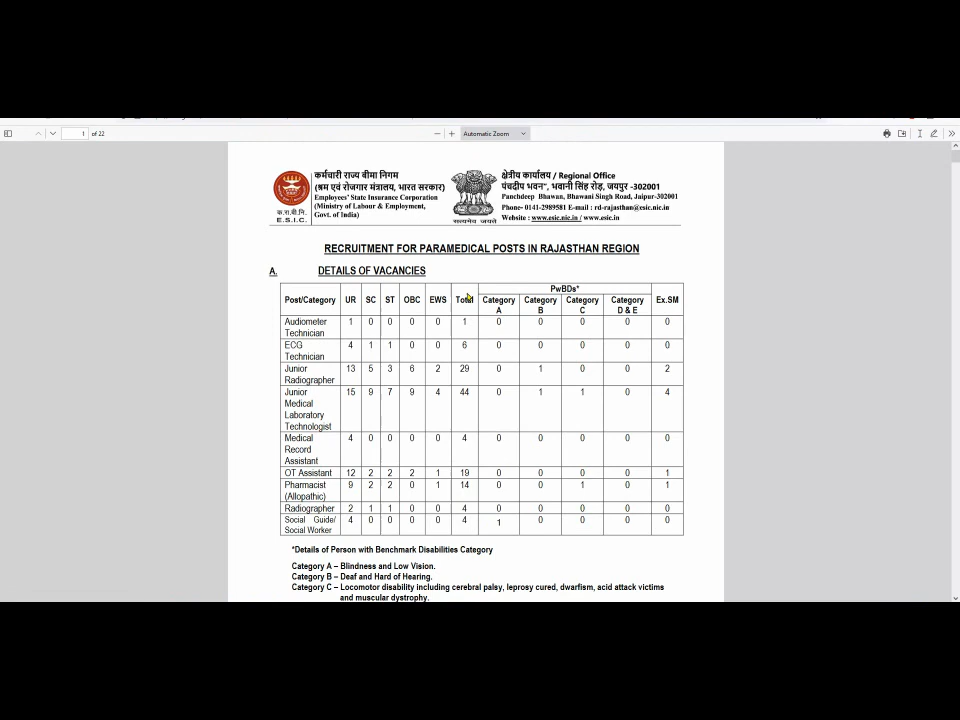 1 of 22
Automatic Zoom
कर्मचारी राज्य बीमा निगम
(श्रम एवं रोजगार मंत्रालय, भारत सरकार)
Employees' State Insurance Corporation
(Ministry of Labour & Employment,
Govt. of India)
क.रा.बी.नि.
E.S.I.C.
सत्यमेव जयते
क्षेत्रीय कार्यालय / Regional Office
पंचदीप भवन", भवानी सिंह रोड़, जयपुर -302001
Panchdeep Bhawan, Bhawani Singh Road, Jaipur-302001
Phone- 0141-2989581 E-mail : rd-rajasthan@esic.nic.in
Website : www.esic.nic.in / www.esic.in
RECRUITMENT FOR PARAMEDICAL POSTS IN RAJASTHAN REGION
A. DETAILS OF VACANCIES
Post/Category UR SC ST OBC EWS Total PwBDs* Ex.SM
Category A Category B Category C Category D & E
Audiometer Technician 1 0 0 0 0 1 0 0 0 0 0
ECG Technician 4 1 1 0 0 6 0 0 0 0 0
Junior Radiographer 13 5 3 6 2 29 0 1 0 0 2
Junior Medical Laboratory Technologist 15 9 7 9 4 44 0 1 1 0 4
Medical Record Assistant 4 0 0 0 0 4 0 0 0 0 0
OT Assistant 12 2 2 2 1 19 0 0 0 0 1
Pharmacist (Allopathic) 9 2 2 0 1 14 0 0 1 0 1
Radiographer 2 1 1 0 0 4 0 0 0 0 0
Social Guide/ Social Worker 4 0 0 0 0 4 1 0 0 0 0
*Details of Person with Benchmark Disabilities Category
Category A – Blindness and Low Vision.
Category B – Deaf and Hard of Hearing.
Category C – Locomotor disability including cerebral palsy, leprosy cured, dwarfism, acid attack victims
and muscular dystrophy.